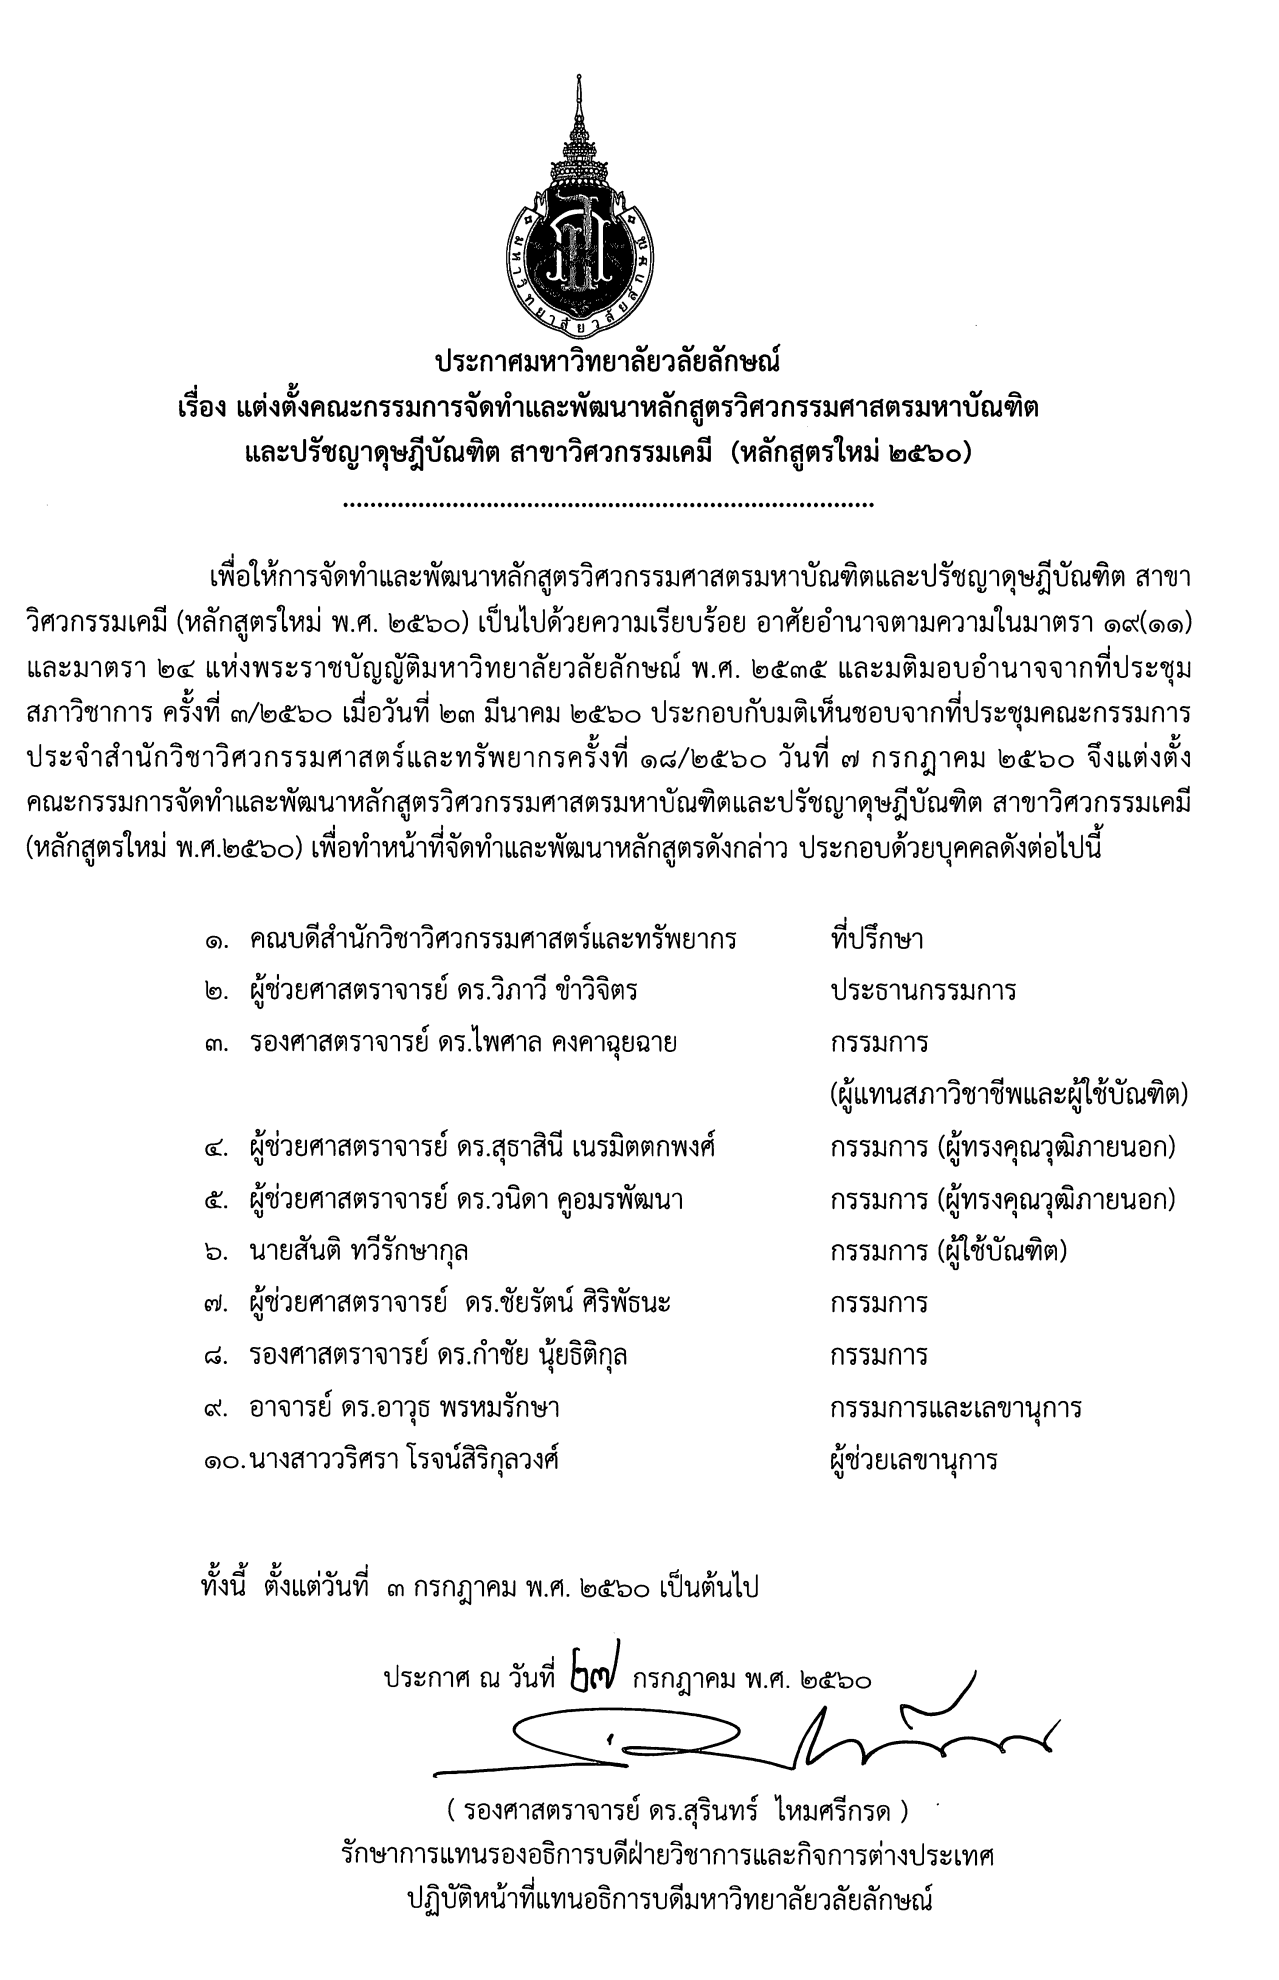 มหาวิทยาลัยวลัยลักษณ์
ประกาศมหาวิทยาลัยวลัยลักษณ์
เรื่อง แต่งตั้งคณะกรรมการจัดทำและพัฒนาหลักสูตรวิศวกรรมศาสตรมหาบัณฑิต
และปรัชญาดุษฎีบัณฑิต สาขาวิศวกรรมเคมี (หลักสูตรใหม่ ๒๕๖๐)
เพื่อให้การจัดทำและพัฒนาหลักสูตรวิศวกรรมศาสตรมหาบัณฑิตและปรัชญาดุษฎีบัณฑิต สาขา
วิศวกรรมเคมี (หลักสูตรใหม่ พ.ศ. ๒๕๖๐) เป็นไปด้วยความเรียบร้อย อาศัยอำนาจตามความในมาตรา ๑๙(๑๑)
และมาตรา ๒๔ แห่งพระราชบัญญัติมหาวิทยาลัยวลัยลักษณ์ พ.ศ. ๒๕๓๕ และมติมอบอำนาจจากที่ประชุม
สภาวิชาการ ครั้งที่ ๓/๒๕๖๐ เมื่อวันที่ ๒๓ มีนาคม ๒๕๖๐ ประกอบกับมติเห็นชอบจากที่ประชุมคณะกรรมการ
ประจำสำนักวิชาวิศวกรรมศาสตร์และทรัพยากรครั้งที่ ๑๘/๒๕๖๐ วันที่ ๗ กรกฎาคม ๒๕๖๐ จึงแต่งตั้ง
คณะกรรมการจัดทำและพัฒนาหลักสูตรวิศวกรรมศาสตรมหาบัณฑิตและปรัชญาดุษฎีบัณฑิต สาขาวิศวกรรมเคมี
(หลักสูตรใหม่ พ.ศ.๒๕๖๐) เพื่อทำหน้าที่จัดทำและพัฒนาหลักสูตรดังกล่าว ประกอบด้วยบุคคลดังต่อไปนี้
๑. คณบดีสำนักวิชาวิศวกรรมศาสตร์และทรัพยากร ที่ปรึกษา
๒. ผู้ช่วยศาสตราจารย์ ดร.วิภาวี ขำวิจิตร ประธานกรรมการ
๓. รองศาสตราจารย์ ดร.ไพศาล คงคาฉุยฉาย กรรมการ
(ผู้แทนสภาวิชาชีพและผู้ใช้บัณฑิต)
๔. ผู้ช่วยศาสตราจารย์ ดร.สุธาสินี เนรมิตตกพงศ์ กรรมการ (ผู้ทรงคุณวุฒิภายนอก)
๕. ผู้ช่วยศาสตราจารย์ ดร.วนิดา คูอมรพัฒนา กรรมการ (ผู้ทรงคุณวุฒิภายนอก)
๖. นายสันติ ทวีรักษากุล กรรมการ (ผู้ใช้บัณฑิต)
๗. ผู้ช่วยศาสตราจารย์ ดร.ชัยรัตน์ ศิริพัธนะ กรรมการ
๘. รองศาสตราจารย์ ดร.กำชัย นุ้ยธิติกุล กรรมการ
๙. อาจารย์ ดร.อาวุธ พรหมรักษา กรรมการและเลขานุการ
๑๐.นางสาววริศรา โรจน์สิริกุลวงศ์ ผู้ช่วยเลขานุการ
ทั้งนี้ ตั้งแต่วันที่ ๓ กรกฎาคม พ.ศ. ๒๕๖๐ เป็นต้นไป
ประกาศ ณ วันที่ ๒๗ กรกฎาคม พ.ศ. ๒๕๖๐
( รองศาสตราจารย์ ดร.สุรินทร์ ไหมศรีกรด )
รักษาการแทนรองอธิการบดีฝ่ายวิชาการและกิจการต่างประเทศ
ปฏิบัติหน้าที่แทนอธิการบดีมหาวิทยาลัยวลัยลักษณ์